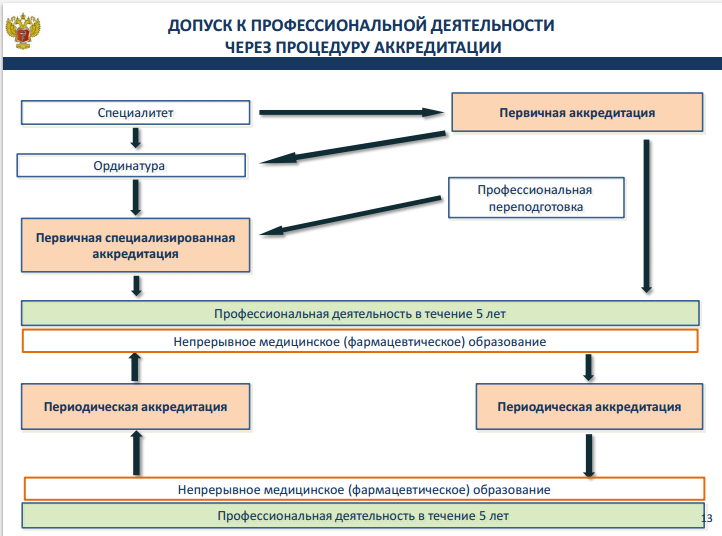 ДОПУСК К ПРОФЕССИОНАЛЬНОЙ ДЕЯТЕЛЬНОСТИ
ЧЕРЕЗ ПРОЦЕДУРУ АККРЕДИТАЦИИ
Специалитет
Первичная аккредитация
Ординатура
Профессиональная
переподготовка
Первичная специализированная
аккредитация
Профессиональная деятельность в течение 5 лет
Непрерывное медицинское (фармацевтическое) образование
Периодическая аккредитация
Периодическая аккредитация
Непрерывное медицинское (фармацевтическое) образование
Профессиональная деятельность в течение 5 лет
13